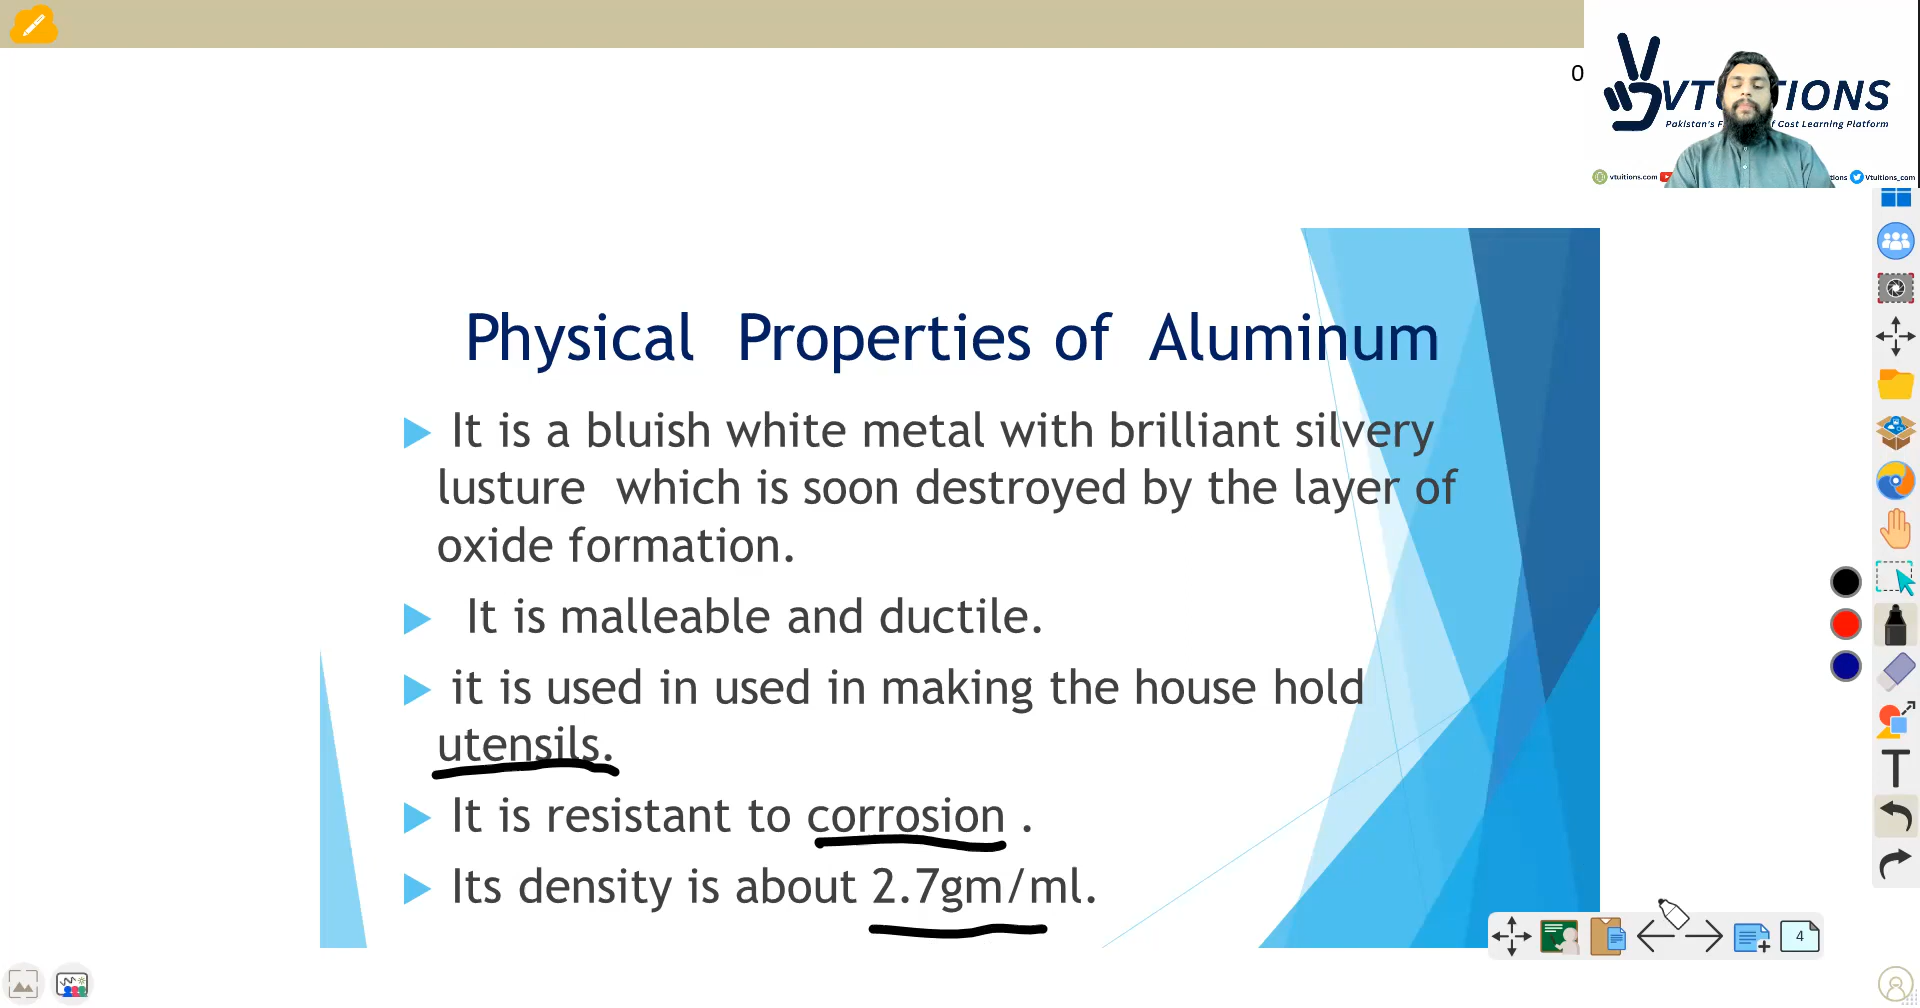 0
VTUITIONS
Pakistan's F of Cost Learning Platform
vtuitions.com
tions
Vtuitions_com
Physical Properties of Aluminum
It is a bluish white metal with brilliant silvery
lusture which is soon destroyed by the layer of
oxide formation.
It is malleable and ductile.
it is used in used in making the house hold
utensils.
It is resistant to corrosion .
Its density is about 2.7gm/ml.
T
4